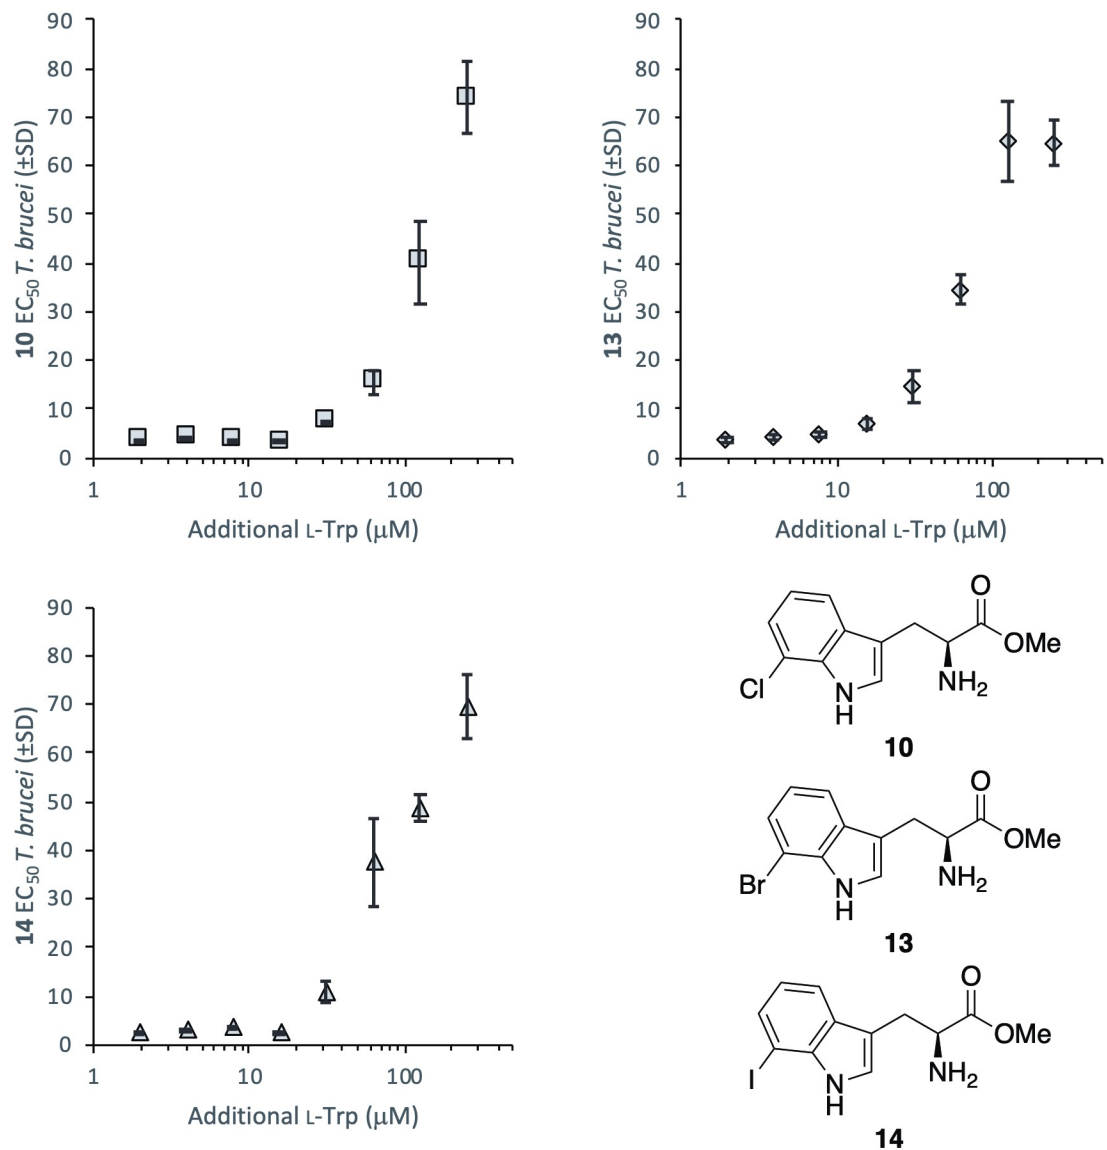 90
80
70
60
50
40
30
20
10
0
10 EC50 T. brucei (±SD)
1 10 100
Additional L-Trp (μM)
90
80
70
60
50
40
30
20
10
0
13 EC50 T. brucei (±SD)
1 10 100
Additional L-Trp (μM)
90
80
70
60
50
40
30
20
10
0
14 EC50 T. brucei (±SD)
1 10 100
Additional L-Trp (μM)
O
OMe
Cl
NH2
N
H
10
O
OMe
Br
NH2
N
H
13
O
OMe
I
NH2
N
H
14